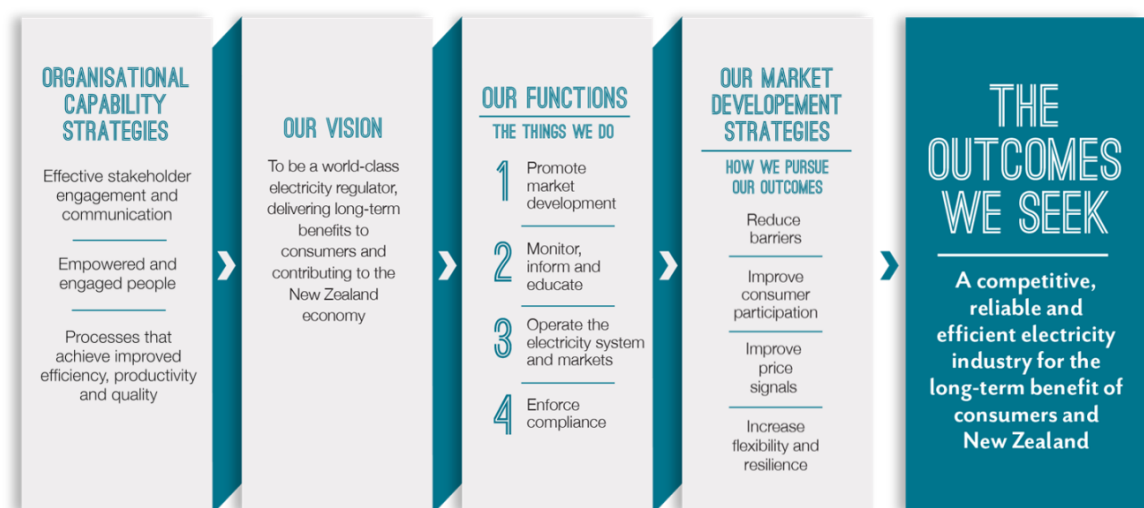 ORGANISATIONAL
CAPABILITY
STRATEGIES
Effective stakeholder
engagement and
communication
Empowered and
engaged people
Processes that
achieve improved
efficiency, productivity
and quality
OUR VISION
To be a world-class
electricity regulator,
delivering long-term
benefits to
consumers and
contributing to the
New Zealand
economy
OUR FUNCTIONS
THE THINGS WE DO
1 Promote
market
development
2 Monitor,
inform and
educate
3 Operate the
electricity system
and markets
4 Enforce
compliance
OUR MARKET
DEVELOPEMENT
STRATEGIES
HOW WE PURSUE
OUR OUTCOMES
Reduce
barriers
Improve
consumer
participation
Improve
price
signals
Increase
flexibility and
resilience
THE
OUTCOMES
WE SEEK
A competitive,
reliable and
efficient electricity
industry for the
long-term benefit of
consumers and
New Zealand